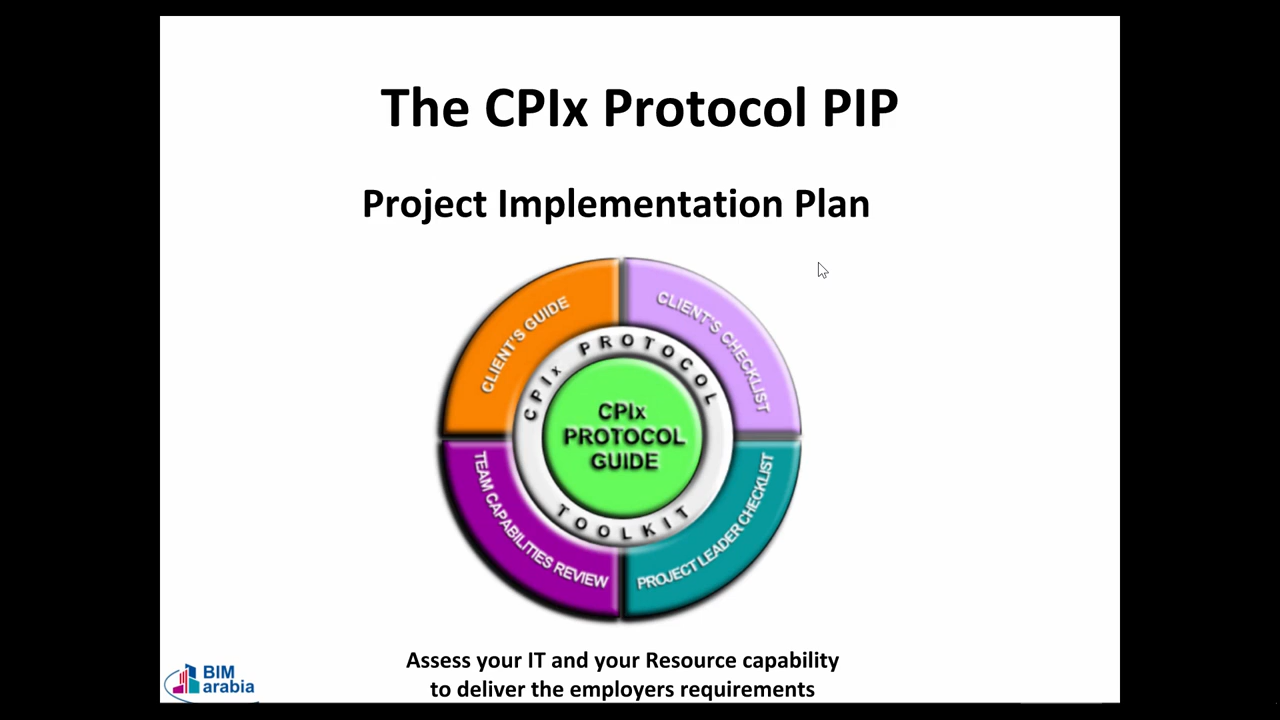 The CPIx Protocol PIP
Project Implementation Plan
CLIENT'S GUIDE
CLIENT'S CHECKLIST
CPIx PROTOCOL
CPIx
PROTOCOL
GUIDE
TOOLKIT
TEAM CAPABILITIES REVIEW
PROJECT LEADER CHECKLIST
Assess your IT and your Resource capability
to deliver the employers requirements
BIM
arabia